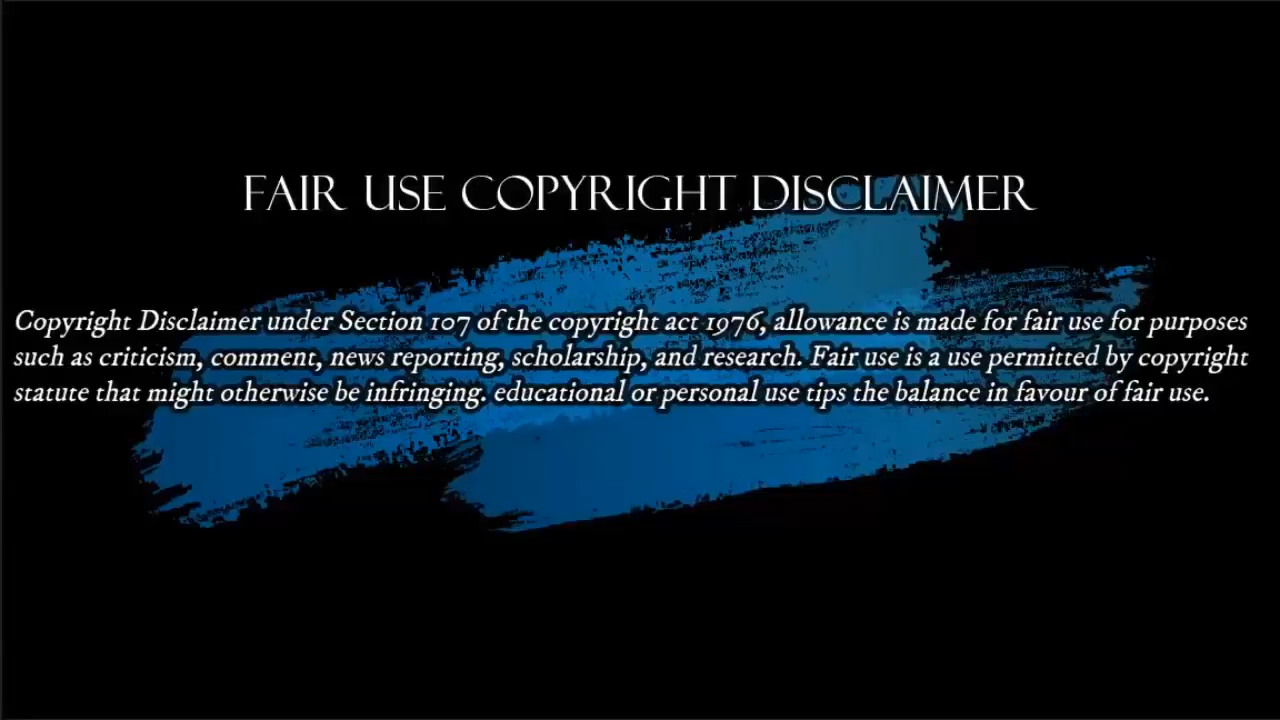 FAIR USE COPYRIGHT DISCLAIMER
Copyright Disclaimer under Section 107 of the copyright act 1976, allowance is made for fair use for purposes
such as criticism, comment, news reporting, scholarship, and research. Fair use is a use permitted by copyright
statute that might otherwise be infringing. educational or personal use tips the balance in favour of fair use.